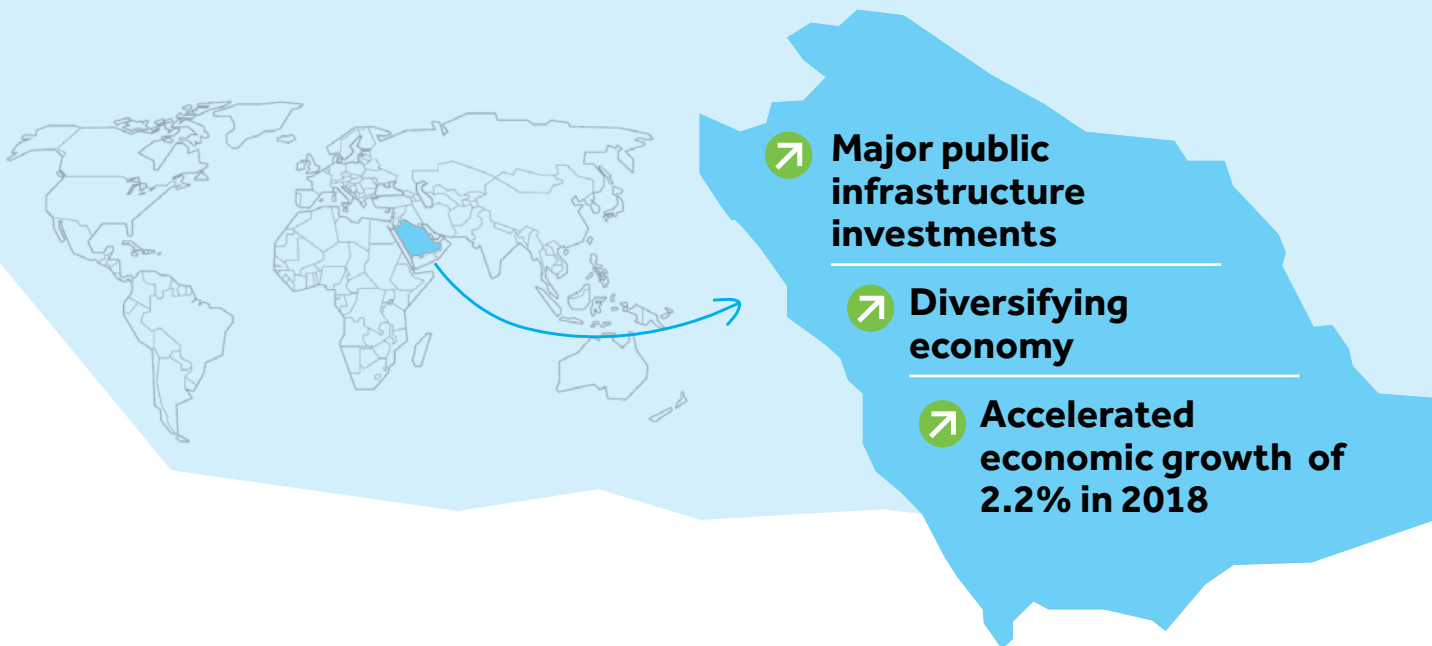 Major public
infrastructure
investments
Diversifying
economy
Accelerated
economic growth of
2.2% in 2018